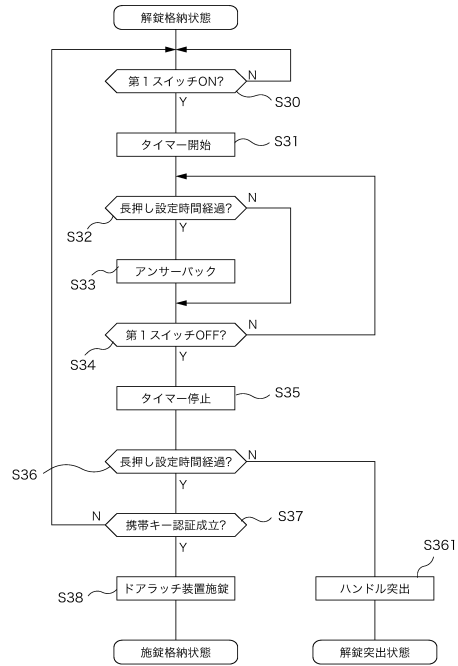 解錠格納状態
第１スイッチON?
N
S30
Y
タイマー開始
S31
長押し設定時間経過?
N
S32
Y
アンサーバック
S33
第１スイッチOFF?
N
S34
Y
タイマー停止
S35
長押し設定時間経過?
N
S36
Y
携帯キー認証成立?
N
S37
Y
ドアラッチ装置施錠
S38
ハンドル突出
S361
施錠格納状態
解錠突出状態